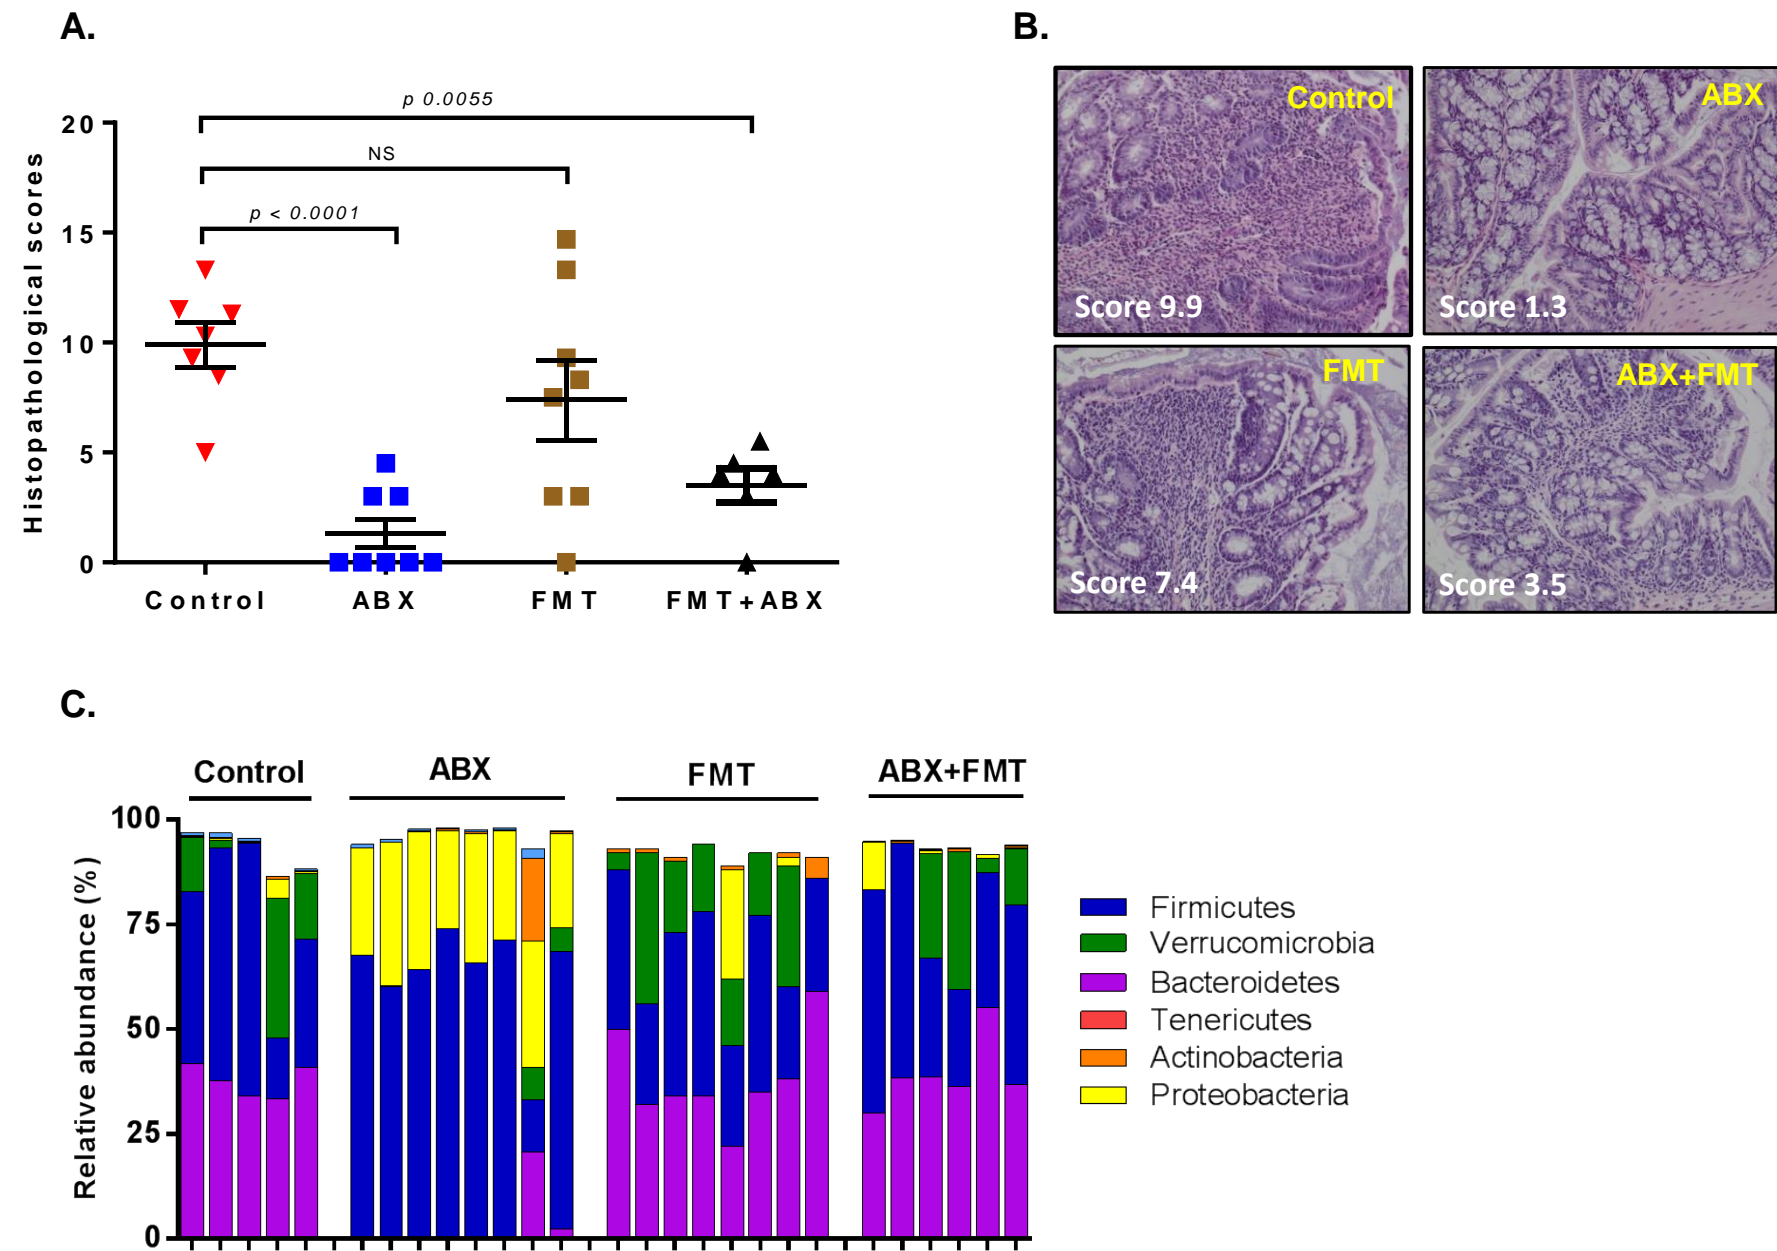 A.
B.
p 0.0055
NS
p < 0.0001
Histopathological scores
20
15
10
5
0
Control ABX FMT FMT+ABX
Control
Score 9.9
ABX
Score 1.3
FMT
Score 7.4
ABX+FMT
Score 3.5
C.
Control ABX FMT ABX+FMT
Relative abundance (%)
100
75
50
25
0
Firmicutes
Verrucomicrobia
Bacteroidetes
Tenericutes
Actinobacteria
Proteobacteria